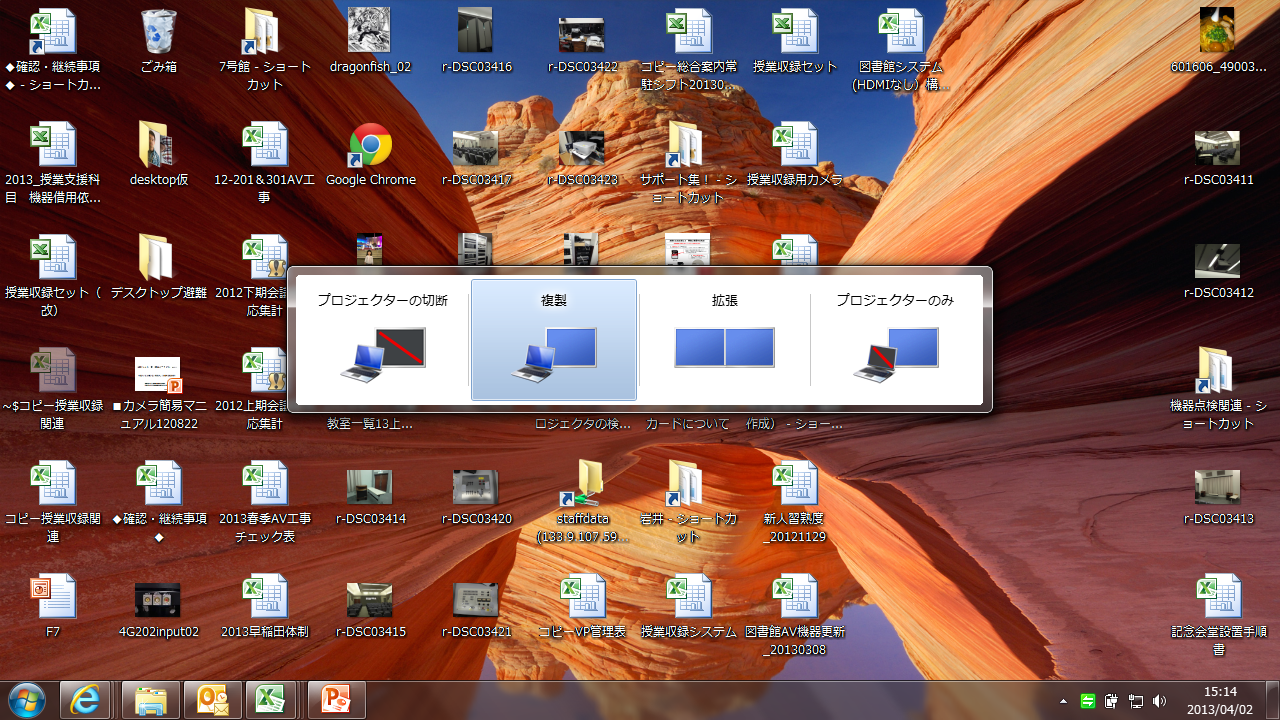 ◆確認・継続事項
◆ - ショートカ...
ごみ箱
7号館 - ショート
カット
dragonfish_02
r-DSC03416
r-DSC03422
コピー総合案内常
駐シフト20130...
授業収録セット
図書館システム
(HDMIなし）構...
601606_49003...
2013_授業支援科
目　機器借用依...
desktop仮
12-201＆301AV工
事
Google Chrome
r-DSC03417
r-DSC03423
サポート集！ - シ
ョートカット
授業収録用カメラ
r-DSC03411
授業収録セット（
改）
デスクトップ避難
2012下期会議
応集計
r-DSC03412
プロジェクターの切断
複製
拡張
プロジェクターのみ
~$コピー授業収録
関連
■カメラ簡易マニ
ュアル120822
2012上期会議
応集計
教室一覧13上...
ロジェクタの検...
カードについて
作成） - ショー...
機器点検関連 - シ
ョートカット
コピー授業収録関
連
◆確認・継続事項
◆
2013春季AV工事
チェック表
r-DSC03414
r-DSC03420
staffdata
(133.9.107.59...
岩井 - ショートカ
ット
新人習熟度
_20121129
r-DSC03413
F7
4G202input02
2013早稲田体制
r-DSC03415
r-DSC03421
コピーVP管理表
授業収録システム
図書館AV機器更新
_20130308
記念会堂設置手順
書
15:14
2013/04/02